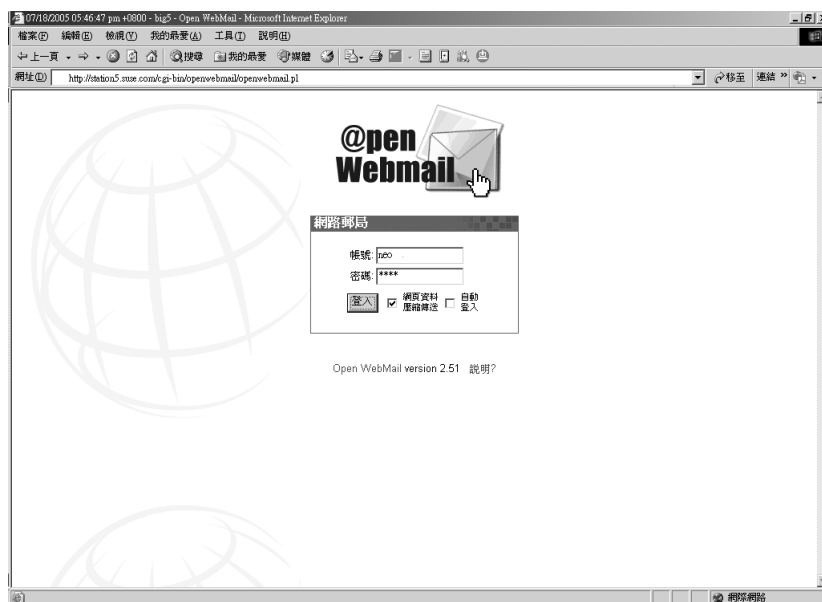 07/18/2005 05:46:47 pm +0800 - big5 - Open WebMail - Microsoft Internet Explorer
檔案(F) 編輯(E) 檢視(V) 我的最愛(A) 工具(T) 說明(H)
上一頁 搜尋 我的最愛 媒體
網址(D) http://station5.suse.com/cgi-bin/openwebmail/openwebmail.pl 移至 連結 »
@pen
Webmail
網路郵局
帳號: neo
密碼: ****
登入 網頁資料壓縮傳送 自動登入
Open WebMail version 2.51 說明?
網際網路